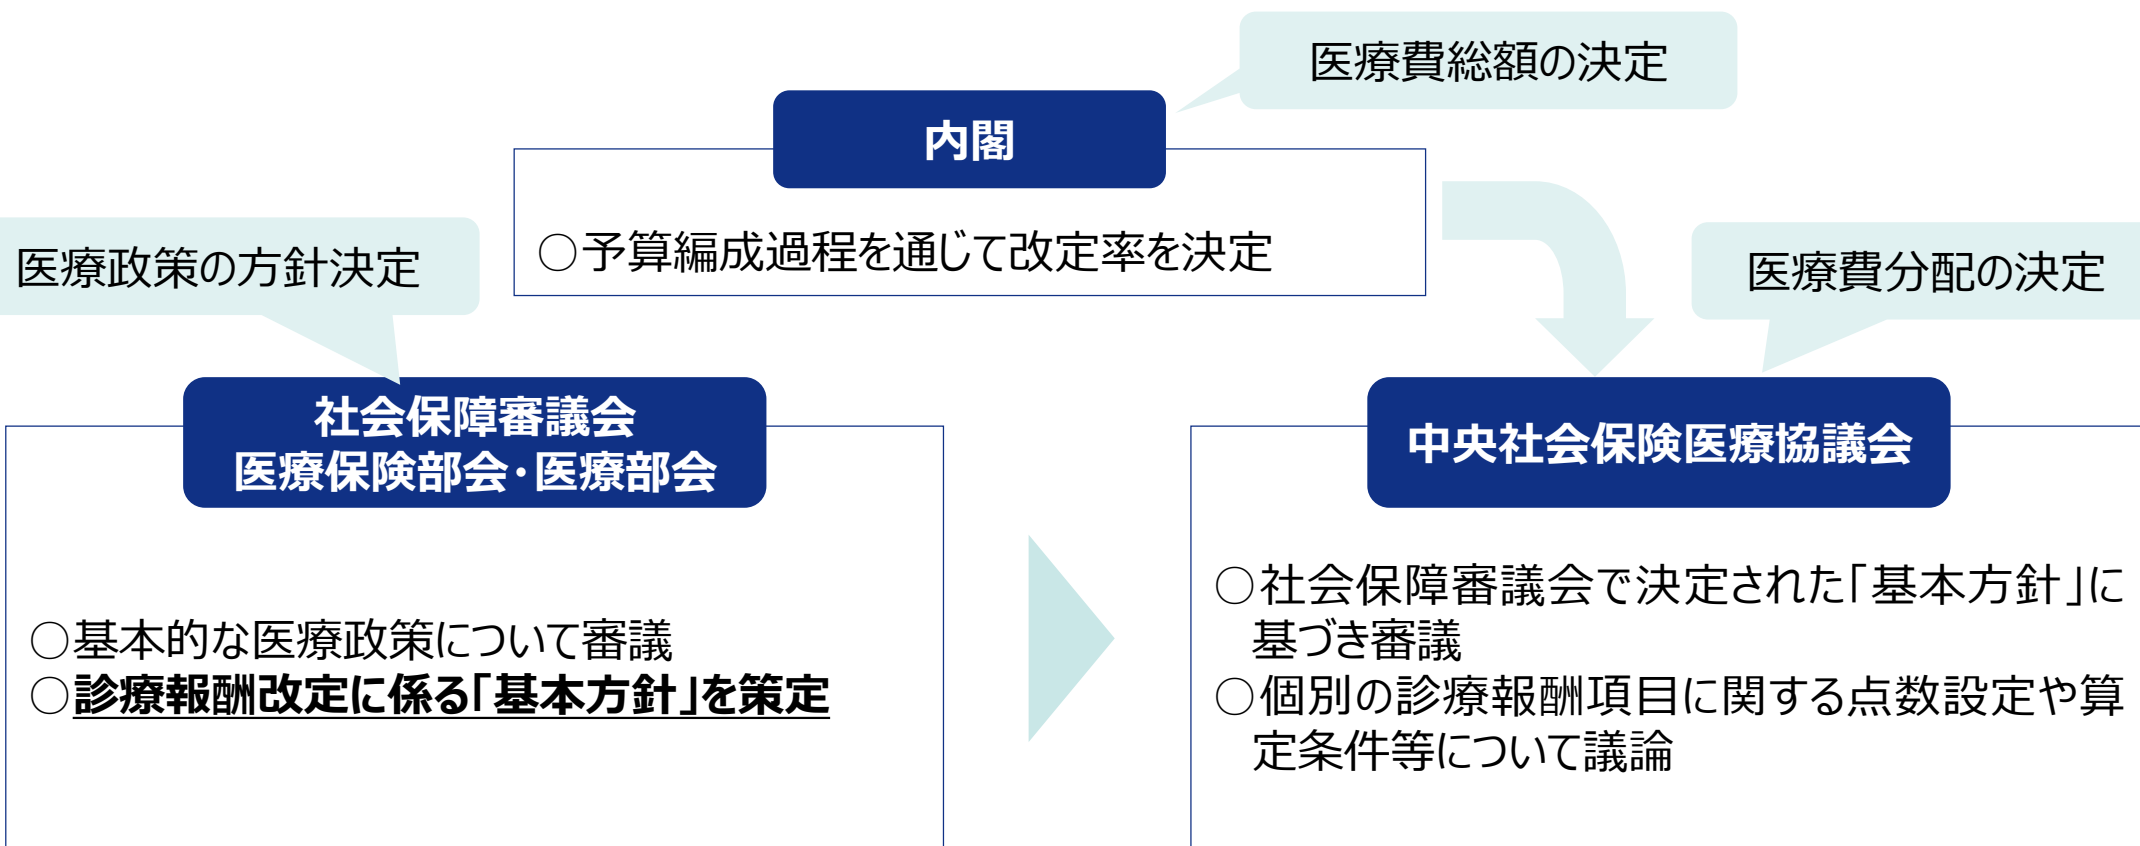 医療費総額の決定
内閣
○予算編成過程を通じて改定率を決定
医療政策の方針決定
医療費分配の決定
社会保障審議会
医療保険部会・医療部会
○基本的な医療政策について審議
○診療報酬改定に係る「基本方針」を策定
中央社会保険医療協議会
○社会保障審議会で決定された「基本方針」に
基づき審議
○個別の診療報酬項目に関する点数設定や算
定条件等について議論